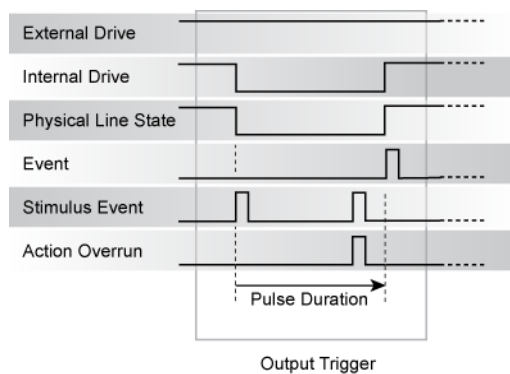 External Drive
Internal Drive
Physical Line State
Event
Stimulus Event
Action Overrun
Pulse Duration
Output Trigger